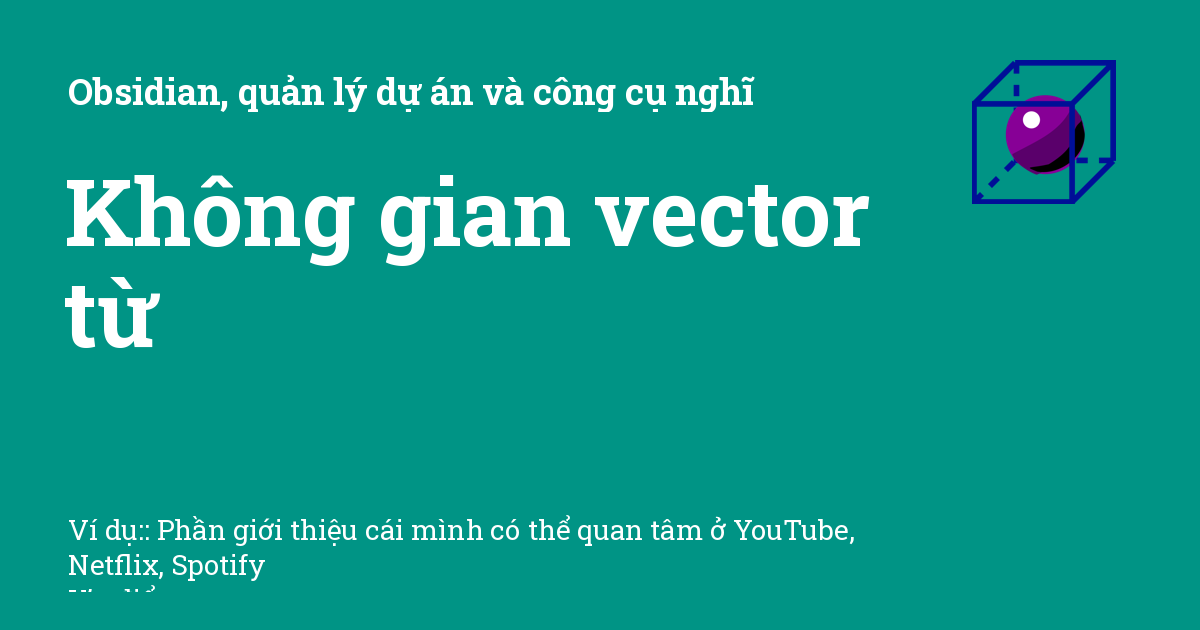 Obsidian, quản lý dự án và công cụ nghĩ
Không gian vector
từ
Ví dụ:: Phần giới thiệu cái mình có thể quan tâm ở YouTube,
Netflix, Spotify